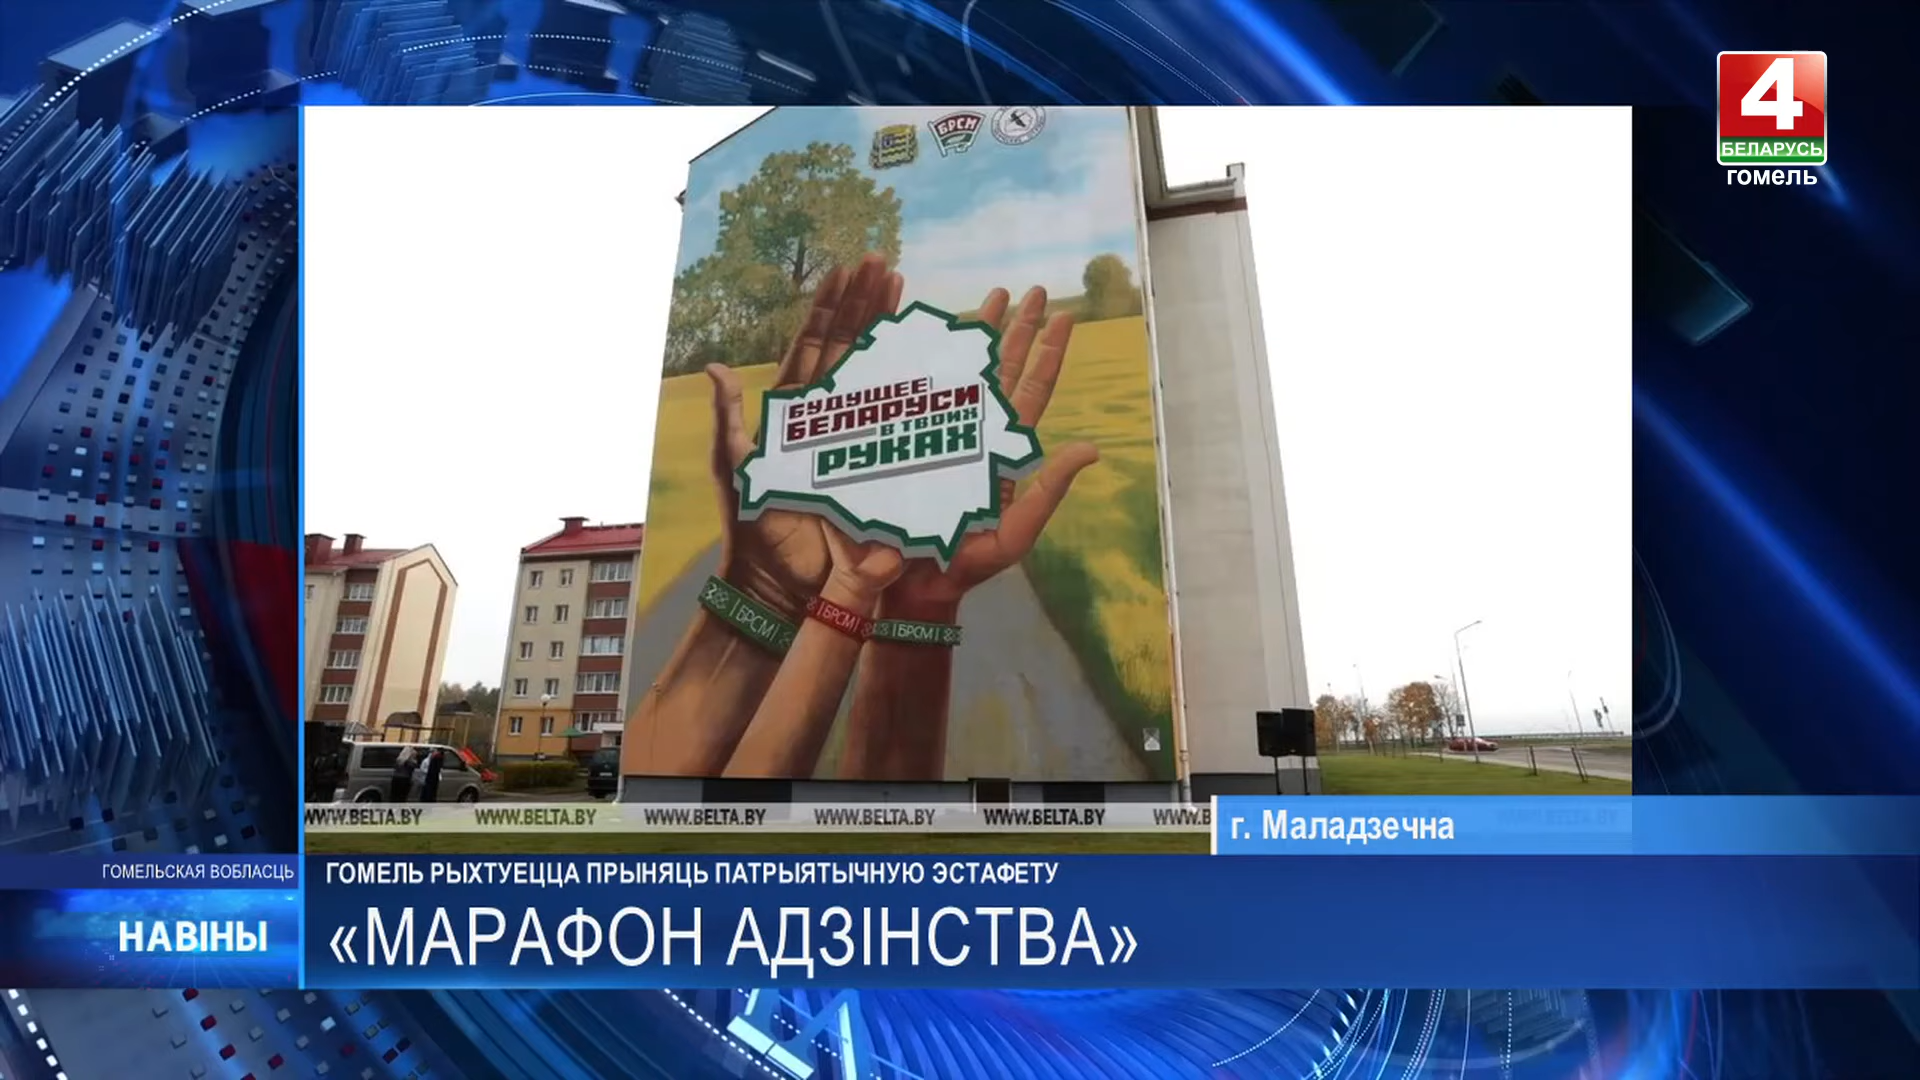 4
БЕЛАРУСЬ
гомель
БРСМ
БУДУЩЕЕ
БЕЛАРУСИ
В ТВОИХ
РУКАХ
БРСМ
БРСМ
БРСМ
WWW.BELTA.BY WWW.BELTA.BY WWW.BELTA.BY WWW.BELTA.BY WWW.BELTA.BY WWW.B
г. Маладзечна
ГОМЕЛЬСКАЯ ВОБЛАСЦЬ
ГОМЕЛЬ РЫХТУЕЦЦА ПРЫНЯЦЬ ПАТРЫЯТЫЧНУЮ ЭСТАФЕТУ
НАВІНЫ
«МАРАФОН АДЗІНСТВА»